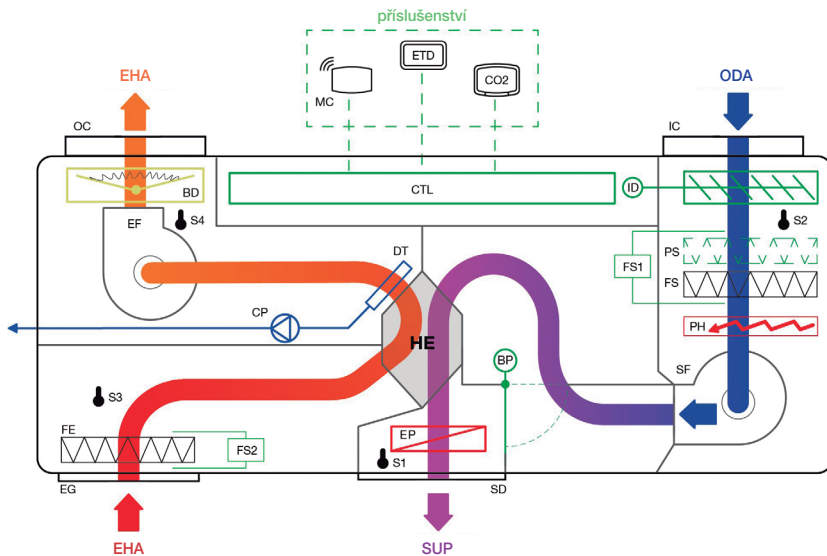 příslušenství
EHA
ETD
CO2
MC
ODA
OC
IC
BD
CTL
ID
EF
S4
S2
DT
PS
FS1
FS
CP
HE
PH
BP
SF
S3
FE
FS2
EP
S1
EG
SD
EHA
SUP